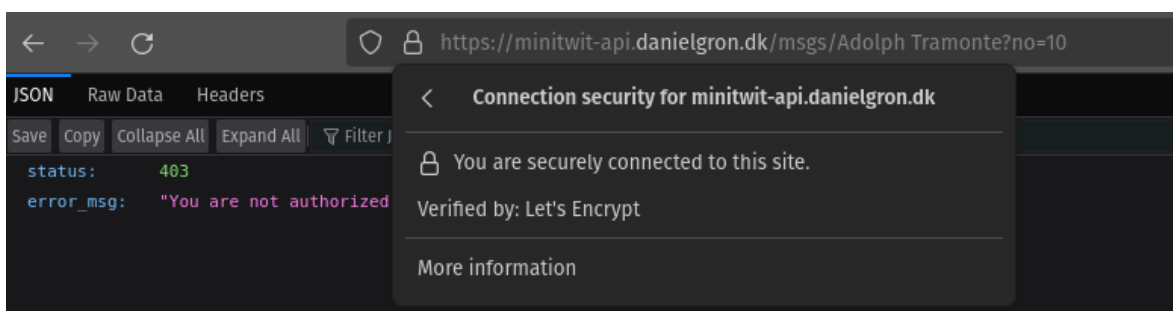 https://minitwit-api.danielgron.dk/msgs/Adolph Tramonte?no=10
JSON Raw Data Headers
Save Copy Collapse All Expand All Filter J
status: 403
error_msg: "You are not authorized
Connection security for minitwit-api.danielgron.dk
You are securely connected to this site.
Verified by: Let's Encrypt
More information